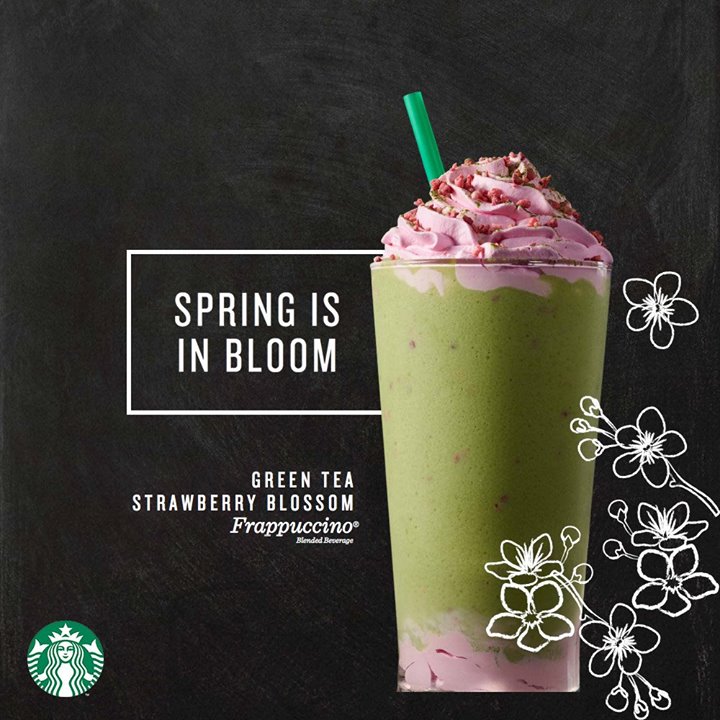 SPRING IS
IN BLOOM
GREEN TEA
STRAWBERRY BLOSSOM
Frappuccino®
Blended Beverage